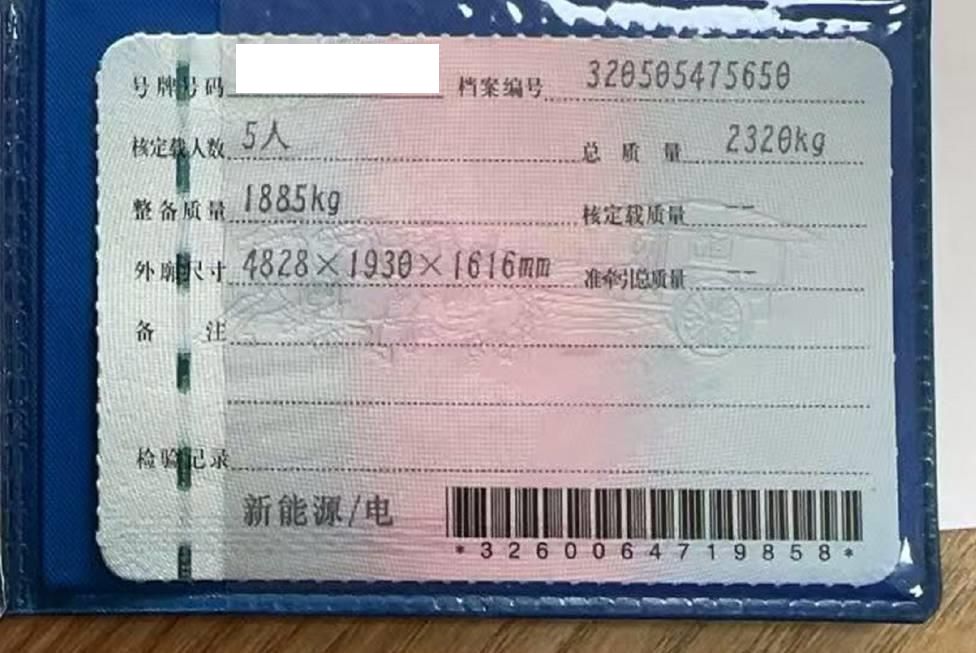 号牌号码 档案编号 320505475650
核定载人数 5人 总质量 2320kg
整备质量 1885kg 核定载质量 --
外廓尺寸 4828×1930×1616mm 准牵引总质量 --
备注
检验记录
新能源/电
*3260064719858*